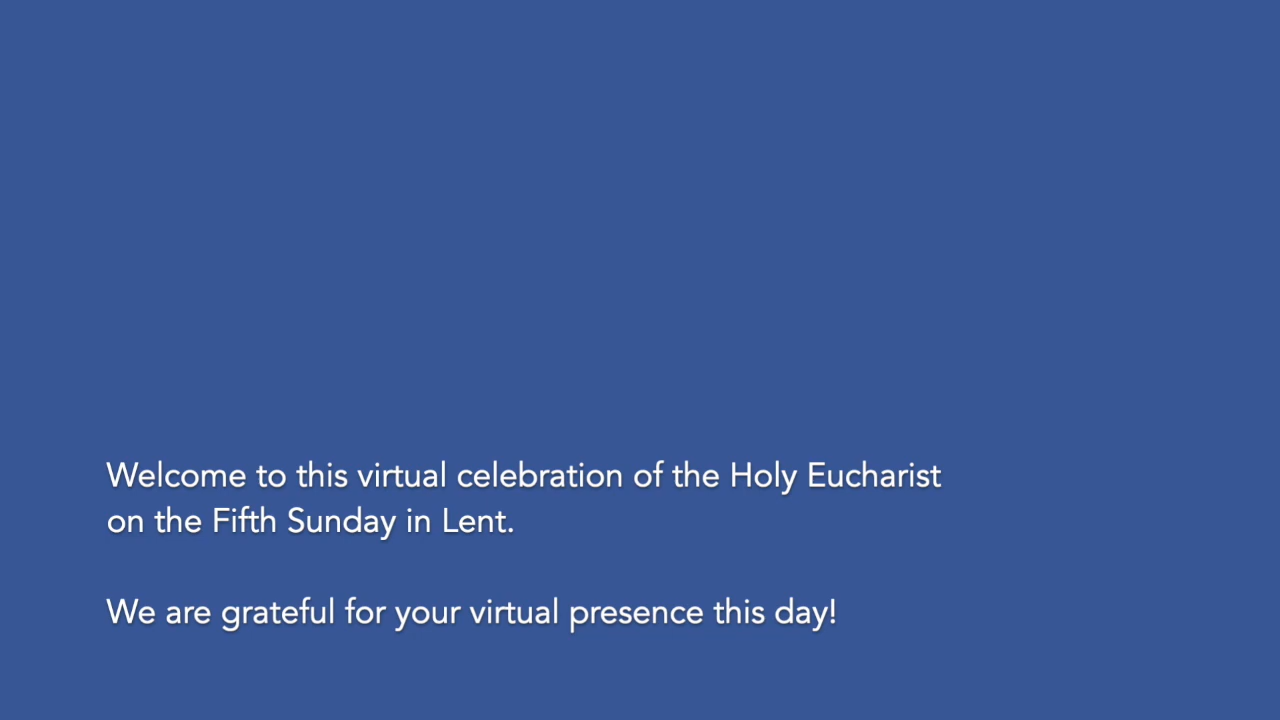 Welcome to this virtual celebration of the Holy Eucharist
on the Fifth Sunday in Lent.
We are grateful for your virtual presence this day!